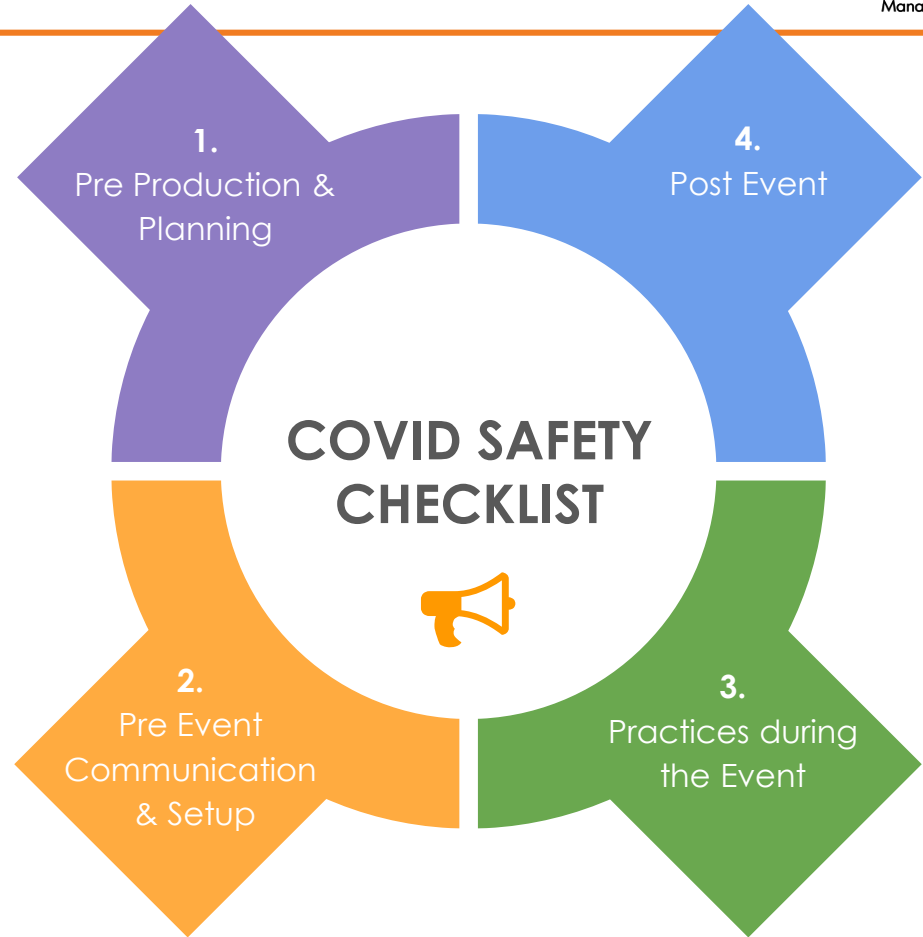 1.
Pre Production &
Planning
4.
Post Event
COVID SAFETY
CHECKLIST
2.
Pre Event
Communication
& Setup
3.
Practices during
the Event